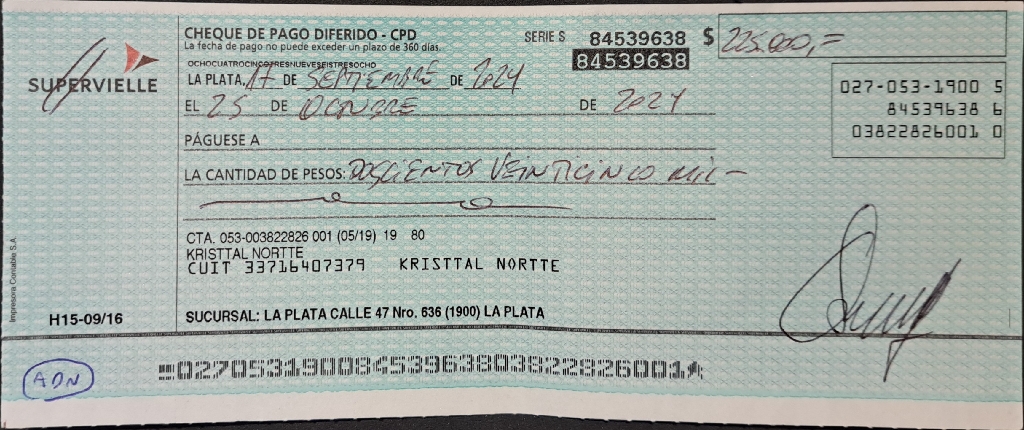 CHEQUE DE PAGO DIFERIDO - CPD
La fecha de pago no puede exceder un plazo de 360 días.
SERIE S 84539638 $ 225.000,=
84539638
SUPERVIELLE
OCHOCUATROCINCOTRESNUEVESEISTRESOCHO
LA PLATA, 17 DE SEPTIEMBRE DE 2024
EL 25 DE OCTUBRE DE 2024
027-053-1900 5
84539638 6
03822826001 0
PÁGUESE A
LA CANTIDAD DE PESOS: DOSCIENTOS VEINTICINCO MIL-
CTA. 053-003822826 001 (05/19) 19 80
KRISTTAL NORTTE
CUIT 33716407379 KRISTTAL NORTTE
Impresora Contable S.A
H15-09/16
SUCURSAL: LA PLATA CALLE 47 Nro. 636 (1900) LA PLATA
ADN
02705319008453963803822826001